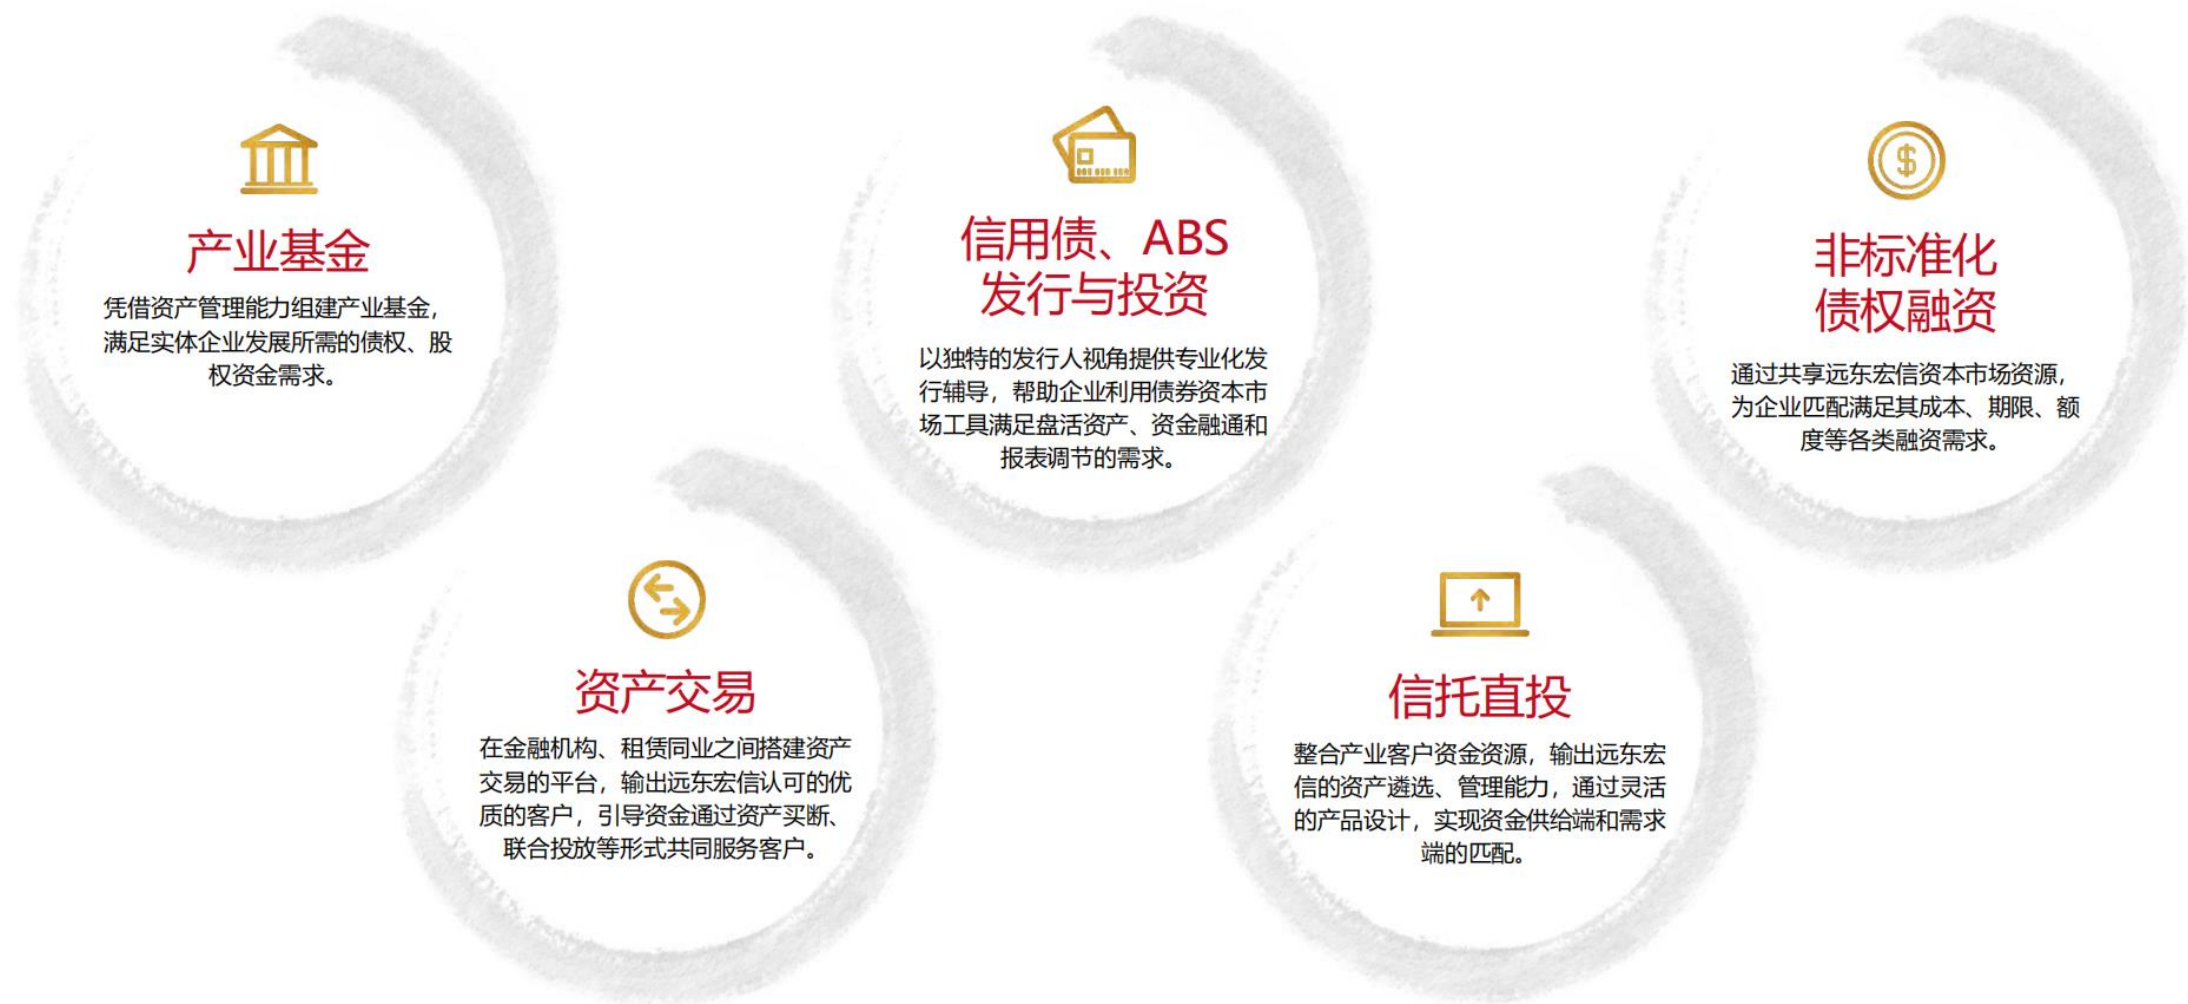 产业基金
凭借资产管理能力组建产业基金，
满足实体企业发展所需的债权、股
权资金需求。
信用债、ABS
发行与投资
以独特的发行人视角提供专业化发
行辅导，帮助企业利用债券资本市
场工具满足盘活资产、资金融通和
报表调节的需求。
非标准化
债权融资
通过共享远东宏信资本市场资源，
为企业匹配满足其成本、期限、额
度等各类融资需求。
资产交易
在金融机构、租赁同业之间搭建资产
交易的平台，输出远东宏信认可的优
质的客户，引导资金通过资产买断、
联合投放等形式共同服务客户。
信托直投
整合产业客户资金资源，输出远东宏
信的资产遴选、管理能力，通过灵活
的产品设计，实现资金供给端和需求
端的匹配。